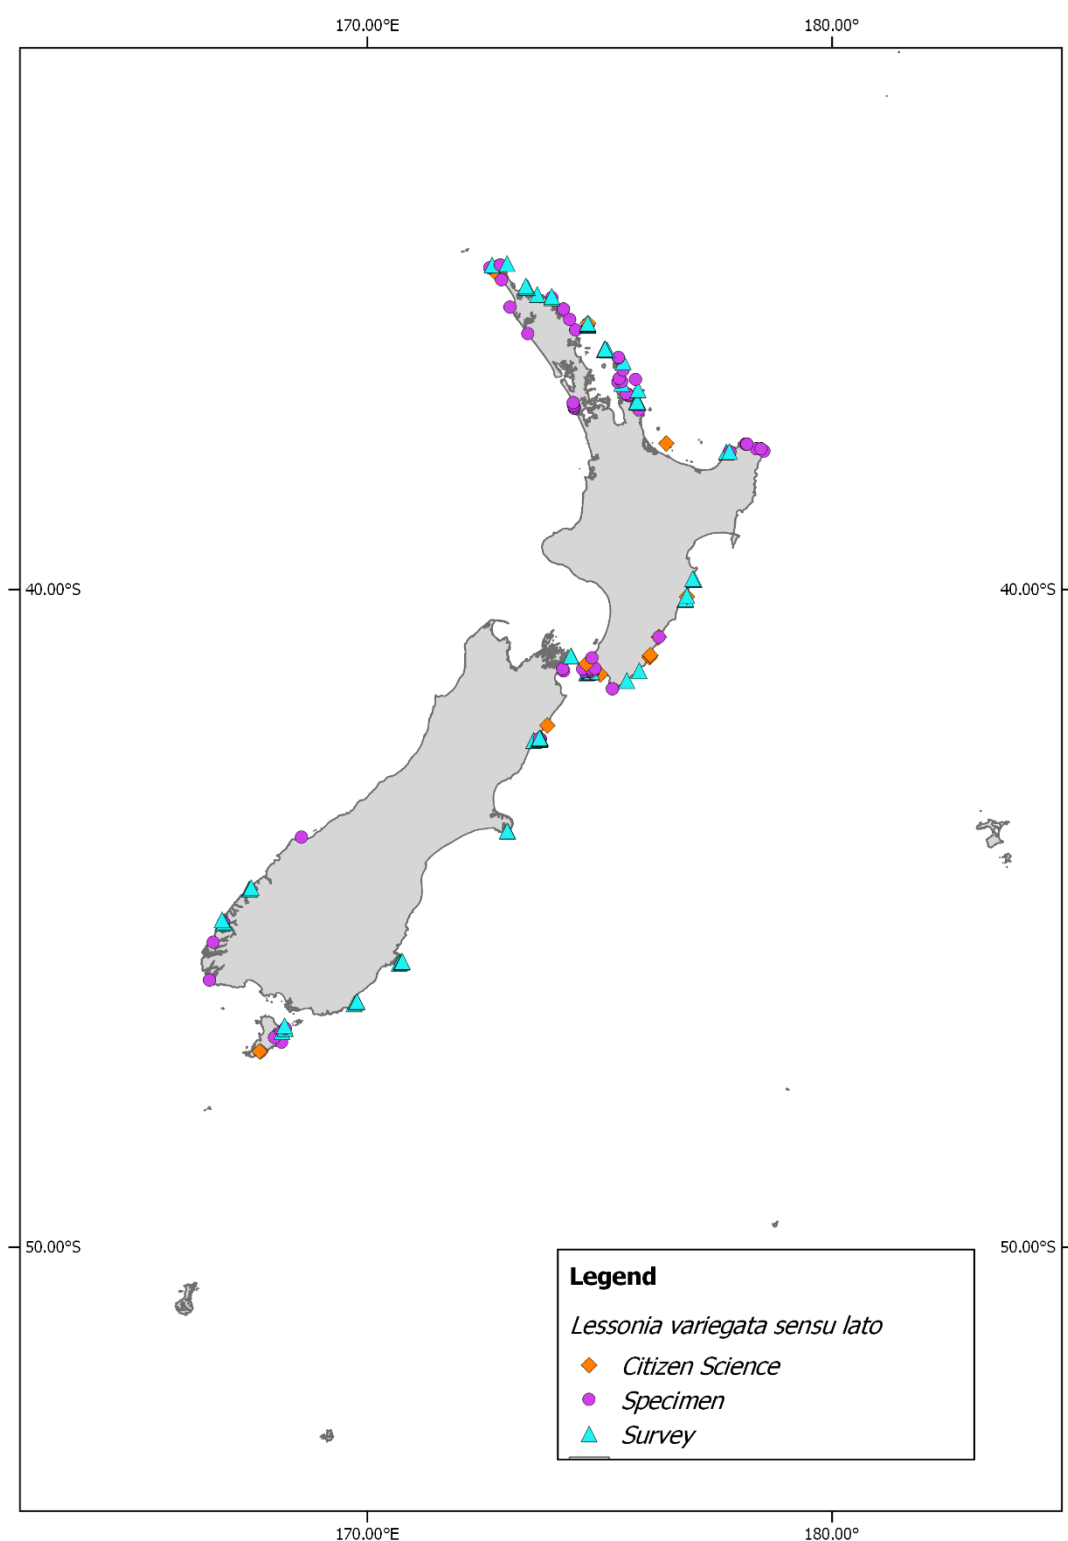 170.00°E 180.00°
40.00°S 40.00°S
50.00°S 50.00°S
Legend
Lessonia variegata sensu lato
Citizen Science
Specimen
Survey
170.00°E 180.00°